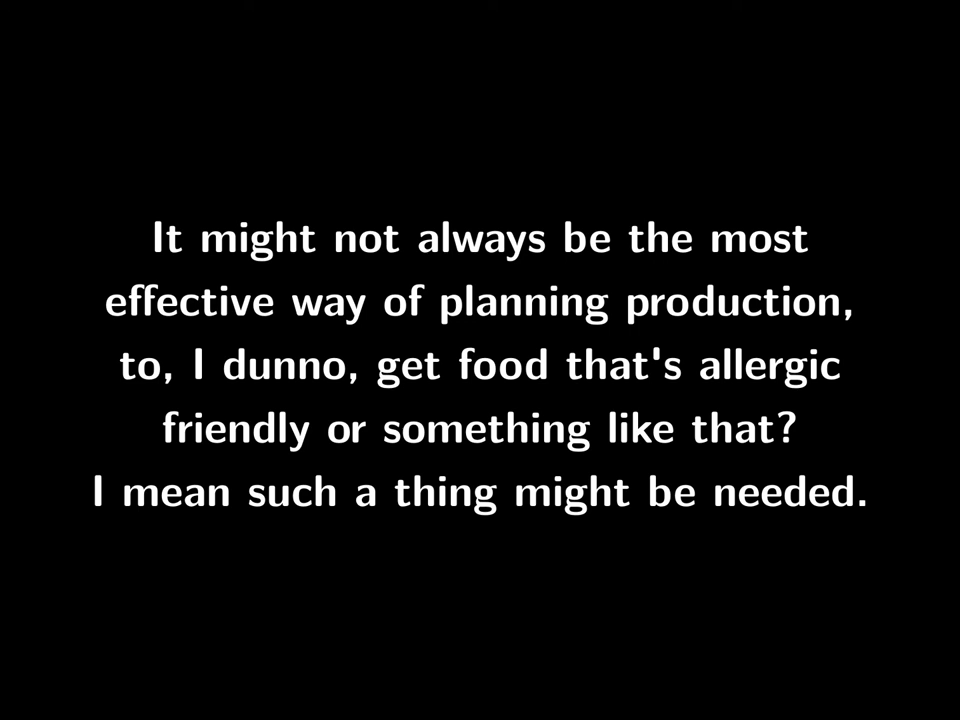 It might not always be the most
effective way of planning production,
to, I dunno, get food that's allergic
friendly or something like that?
I mean such a thing might be needed.